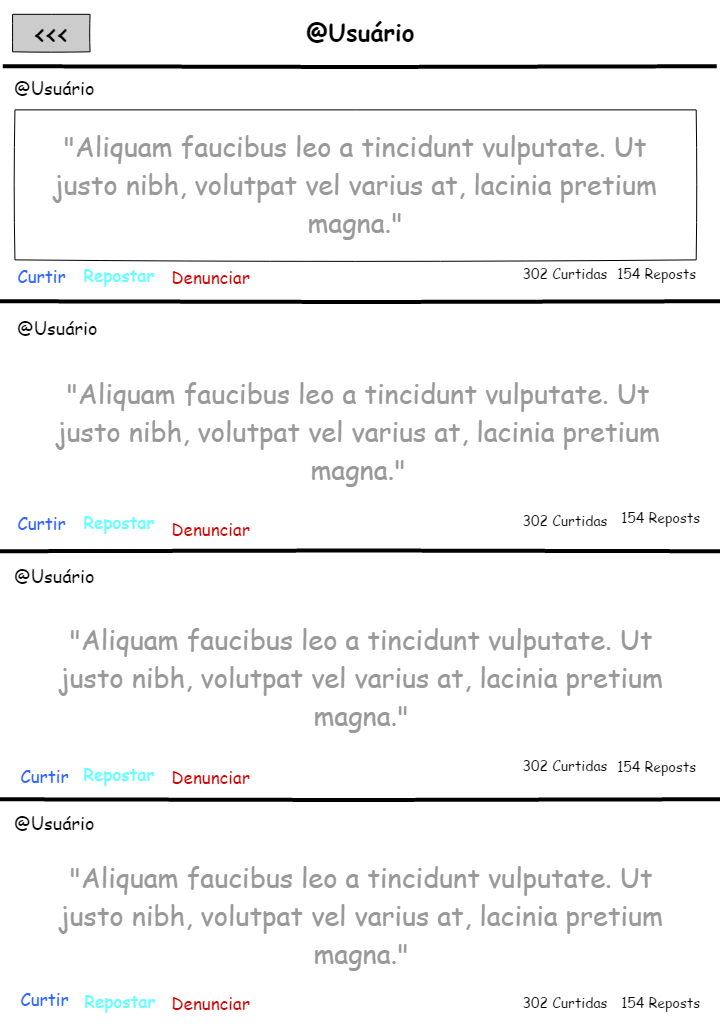 <<<
@Usuário
@Usuário
"Aliquam faucibus leo a tincidunt vulputate. Ut
justo nibh, volutpat vel varius at, lacinia pretium
magna."
Curtir Repostar Denunciar 302 Curtidas 154 Reposts
@Usuário
"Aliquam faucibus leo a tincidunt vulputate. Ut
justo nibh, volutpat vel varius at, lacinia pretium
magna."
Curtir Repostar Denunciar 302 Curtidas 154 Reposts
@Usuário
"Aliquam faucibus leo a tincidunt vulputate. Ut
justo nibh, volutpat vel varius at, lacinia pretium
magna."
Curtir Repostar Denunciar 302 Curtidas 154 Reposts
@Usuário
"Aliquam faucibus leo a tincidunt vulputate. Ut
justo nibh, volutpat vel varius at, lacinia pretium
magna."
Curtir Repostar Denunciar 302 Curtidas 154 Reposts